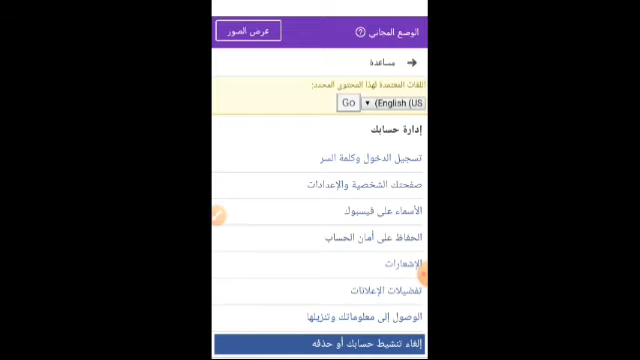 الوضع المجاني
عرض الصور
مساعدة
اللغات المعتمدة لهذا المحتوى المحدد:
English (US)
Go
إدارة حسابك
تسجيل الدخول وكلمة السر
صفحتك الشخصية والإعدادات
الأسماء على فيسبوك
الحفاظ على أمان الحساب
الإشعارات
تفضيلات الإعلانات
الوصول إلى معلوماتك وتنزيلها
إلغاء تنشيط حسابك أو حذفه